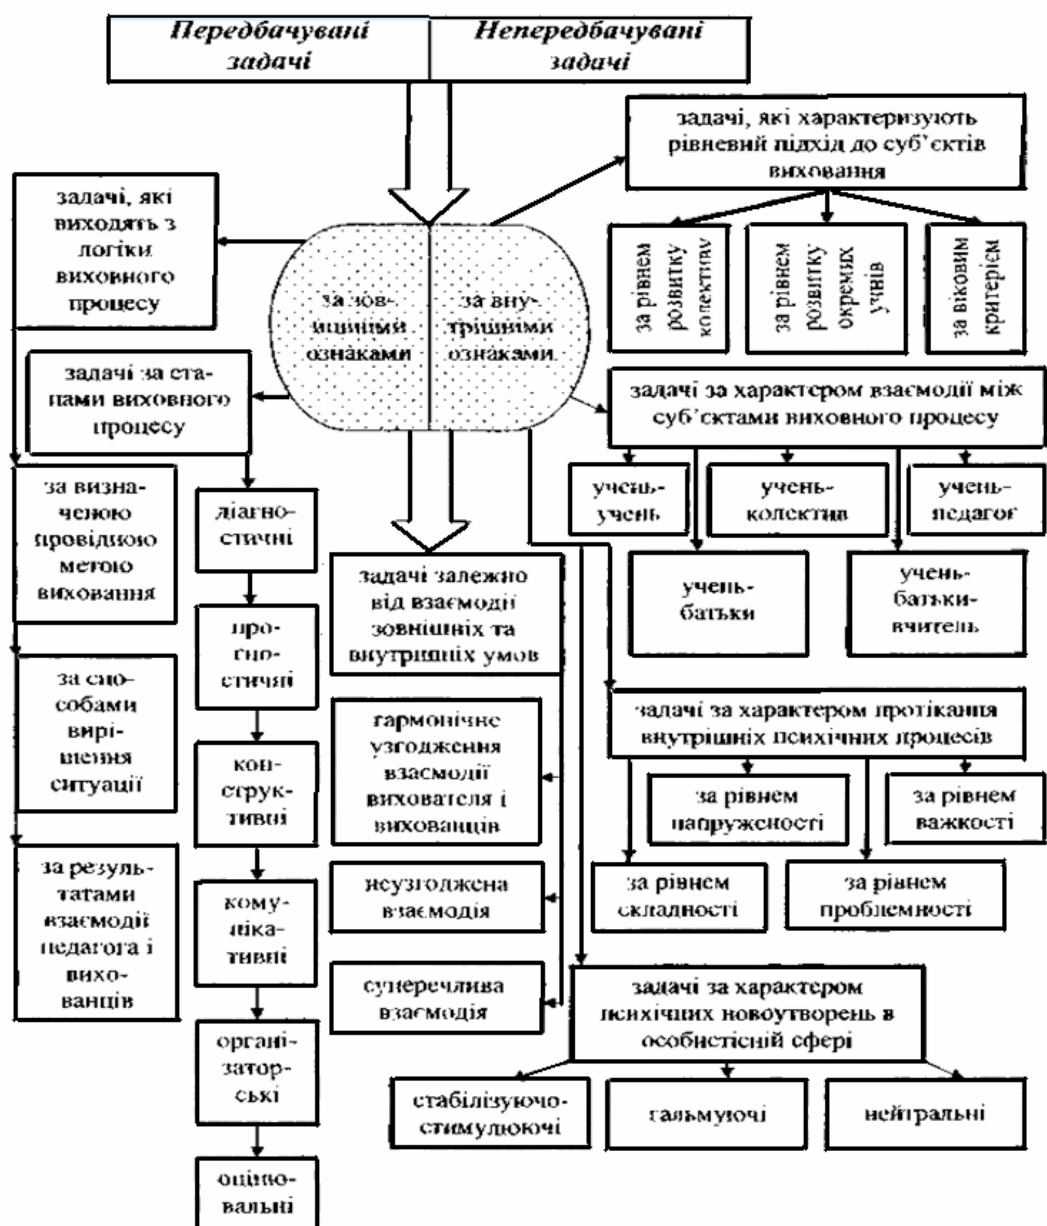 Передбачувані задачі
Непередбачувані задачі
задачі, які характеризують
рівневий підхід до суб’єктів
виховання
за рівнем
розвитку
колективу
за рівнем
розвитку
окремих
учнів
за віковим
критерієм
задачі, які
виходять з
логіки
виховного
процесу
за зов-
нішніми
ознаками
за вну-
трішніми
ознаками
задачі за ета-
пами виховного
процесу
задачі за характером взаємодії між
суб’єктами виховного процесу
учень-
учень
учень-
колектив
учень-
педагог
учень-
батьки
учень-
батьки-
вчитель
за визна-
ченою
провідною
метою
виховання
за спо-
собами
вирі-
шення
ситуації
за резуль-
татами
взаємодії
педагога і
вихо-
ванців
діагно-
стичні
про-
гно-
стичні
кон-
струк-
тивні
кому-
ніка-
тивні
органі-
затор-
ські
оціню-
вальні
задачі залежно
від взаємодії
зовнішніх та
внутрішніх умов
гармонічне
узгодження
взаємодії
вихователя і
вихованців
неузгоджена
взаємодія
суперечлива
взаємодія
задачі за характером протікання
внутрішніх психічних процесів
за рівнем
напруженості
за рівнем
важкості
за рівнем
складності
за рівнем
проблемності
задачі за характером
психічних новоутворень в
особистісній сфері
стабілізуючо-
стимулюючі
гальмуючі
нейтральні